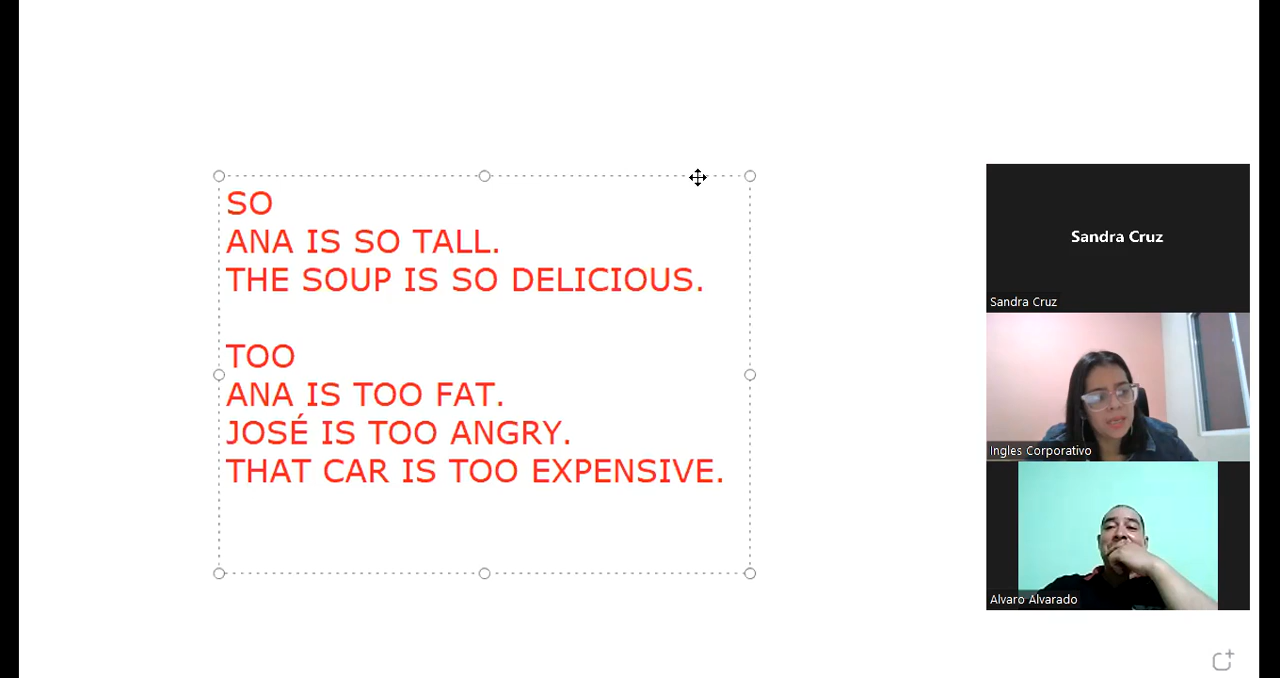 SO
ANA IS SO TALL.
THE SOUP IS SO DELICIOUS.
TOO
ANA IS TOO FAT.
JOSÉ IS TOO ANGRY.
THAT CAR IS TOO EXPENSIVE.
Sandra Cruz
Sandra Cruz
Ingles Corporativo
Alvaro Alvarado